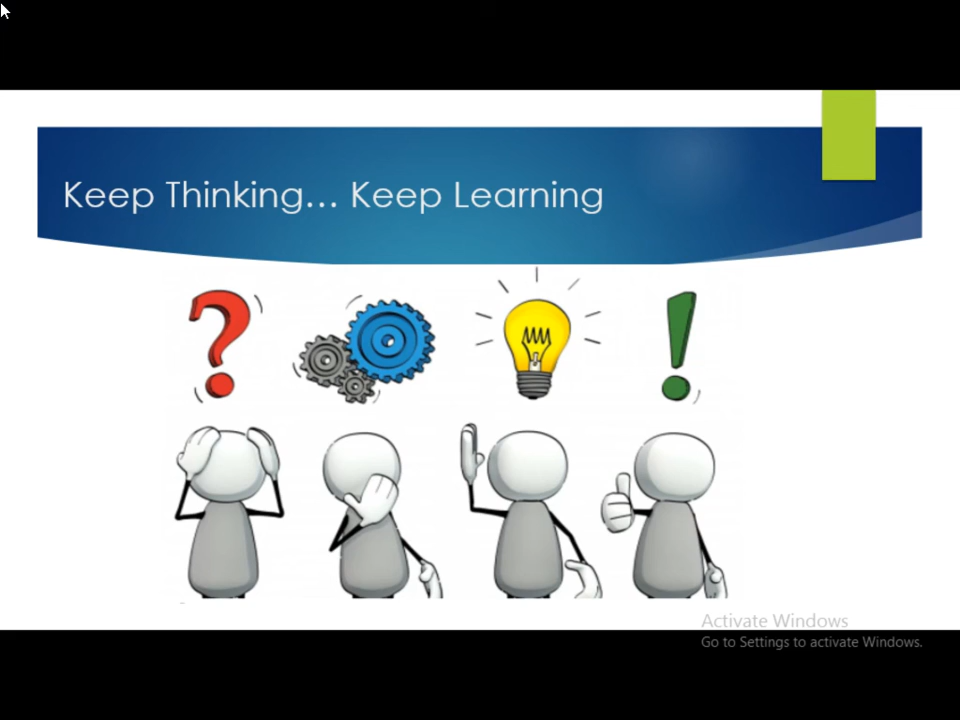 Keep Thinking... Keep Learning
Activate Windows
Go to Settings to activate Windows.